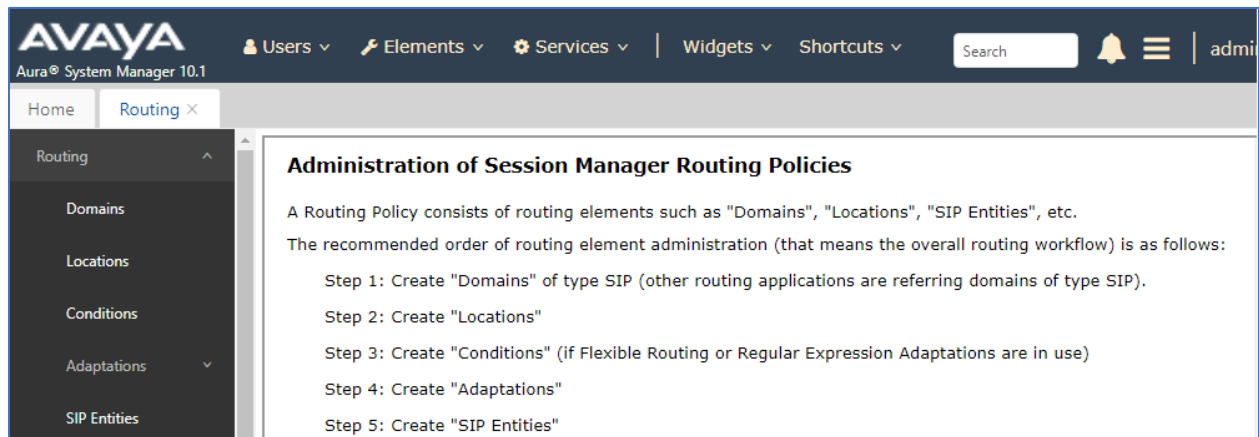 AVAYA
Aura® System Manager 10.1
Users Elements Services Widgets Shortcuts Search
Home Routing ×
Routing
Domains
Locations
Conditions
Adaptations
SIP Entities
Administration of Session Manager Routing Policies
A Routing Policy consists of routing elements such as "Domains", "Locations", "SIP Entities", etc.
The recommended order of routing element administration (that means the overall routing workflow) is as follows:
Step 1: Create "Domains" of type SIP (other routing applications are referring domains of type SIP).
Step 2: Create "Locations"
Step 3: Create "Conditions" (if Flexible Routing or Regular Expression Adaptations are in use)
Step 4: Create "Adaptations"
Step 5: Create "SIP Entities"